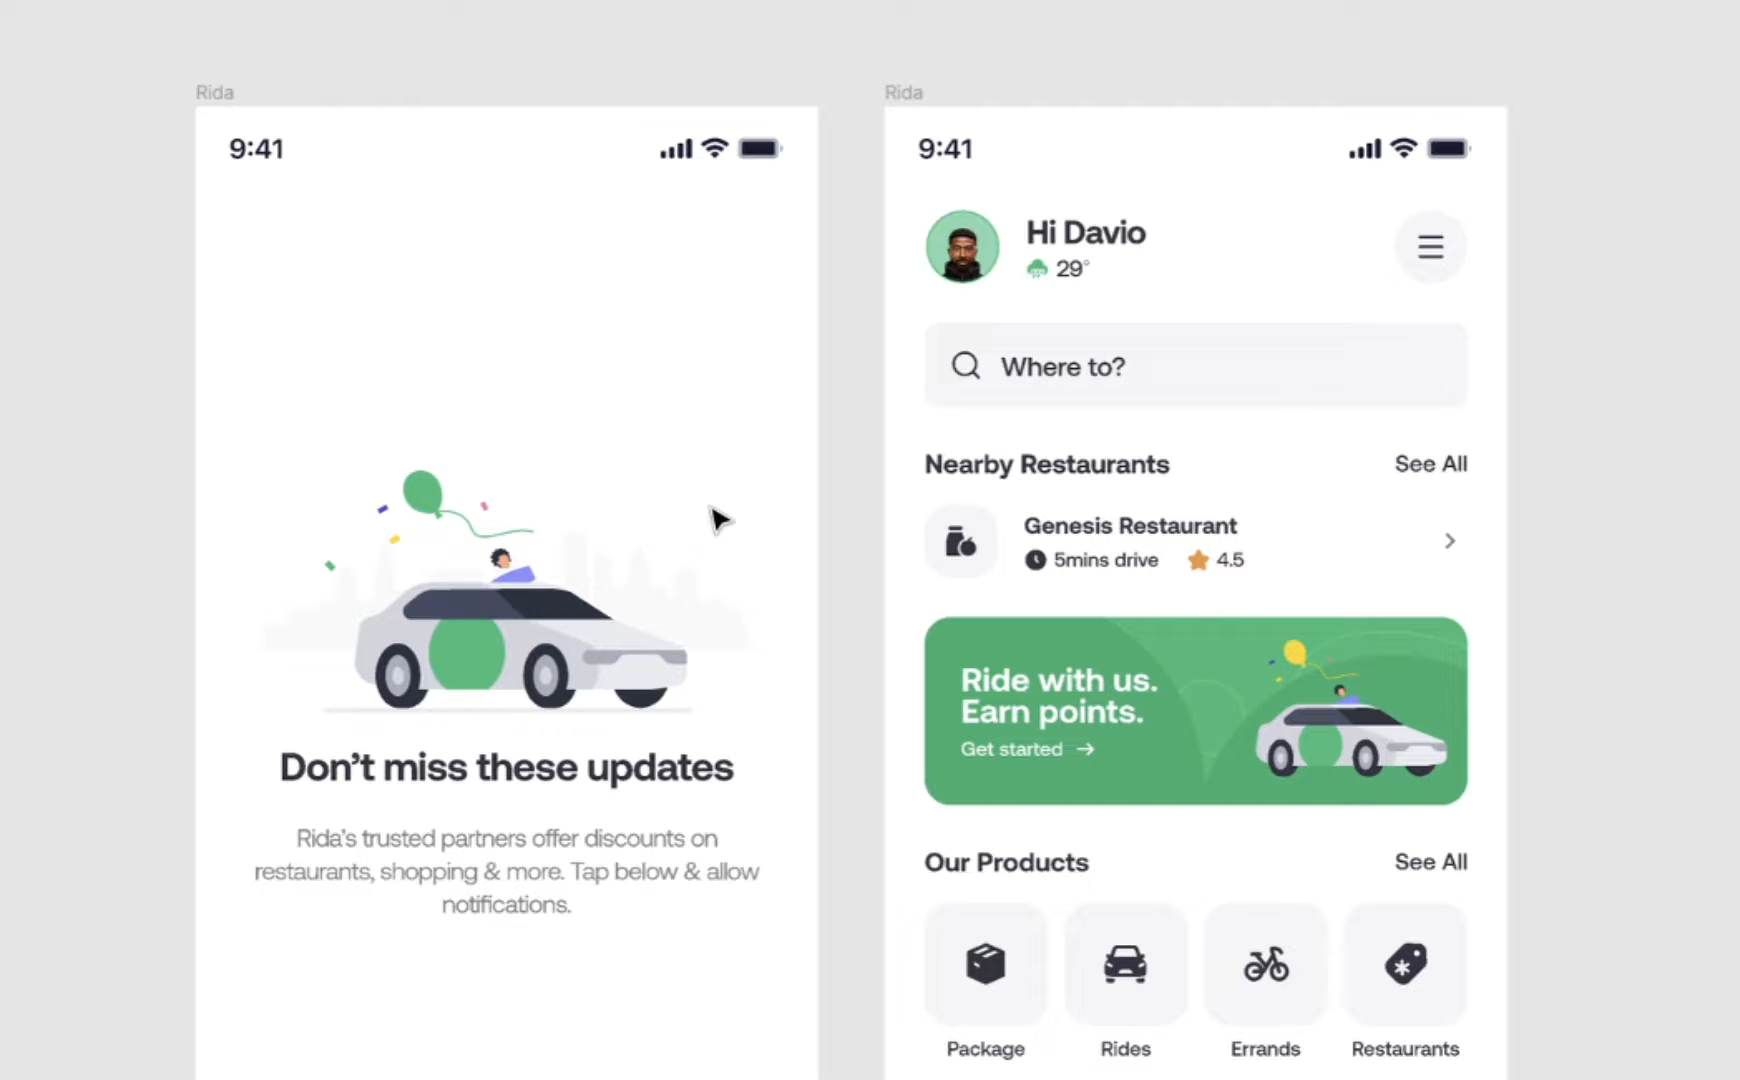 Rida
9:41
Don't miss these updates
Rida's trusted partners offer discounts on
restaurants, shopping & more. Tap below & allow
notifications.
Rida
9:41
Hi Davio
29°
Where to?
Nearby Restaurants
See All
Genesis Restaurant
5mins drive
4.5
Ride with us.
Earn points.
Get started →
Our Products
See All
Package
Rides
Errands
Restaurants